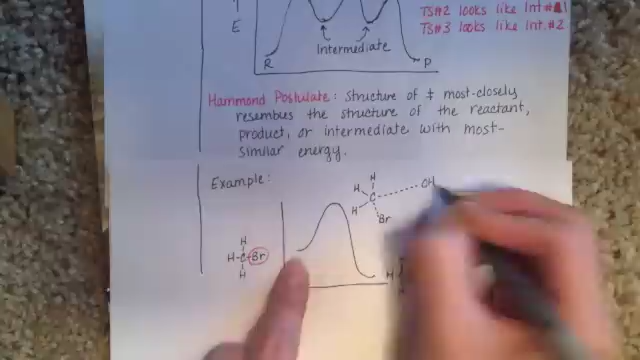 TS#2 looks like Int #1
TS#3 looks like Int. #2
E
Intermediate
R
P
Hammond Postulate: Structure of ‡ most-closely
resembles the structure of the reactant,
product, or intermediate with most-
similar energy.
Example:
H
H
C
OH
H
Br
H
H-C-Br
H
H
H